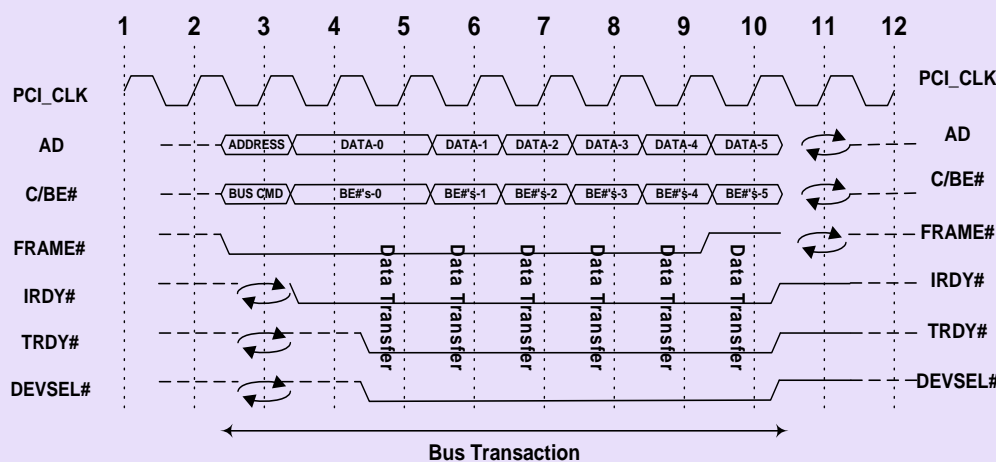 1 2 3 4 5 6 7 8 9 10 11 12
PCI_CLK PCI_CLK
AD ADDRESS DATA-0 DATA-1 DATA-2 DATA-3 DATA-4 DATA-5 AD
C/BE# BUS CMD BE#'s-0 BE#'s-1 BE#'s-2 BE#'s-3 BE#'s-4 BE#'s-5 C/BE#
FRAME# FRAME#
IRDY# IRDY#
TRDY# TRDY#
DEVSEL# DEVSEL#
Data Transfer
Data Transfer
Data Transfer
Data Transfer
Data Transfer
Data Transfer
Bus Transaction